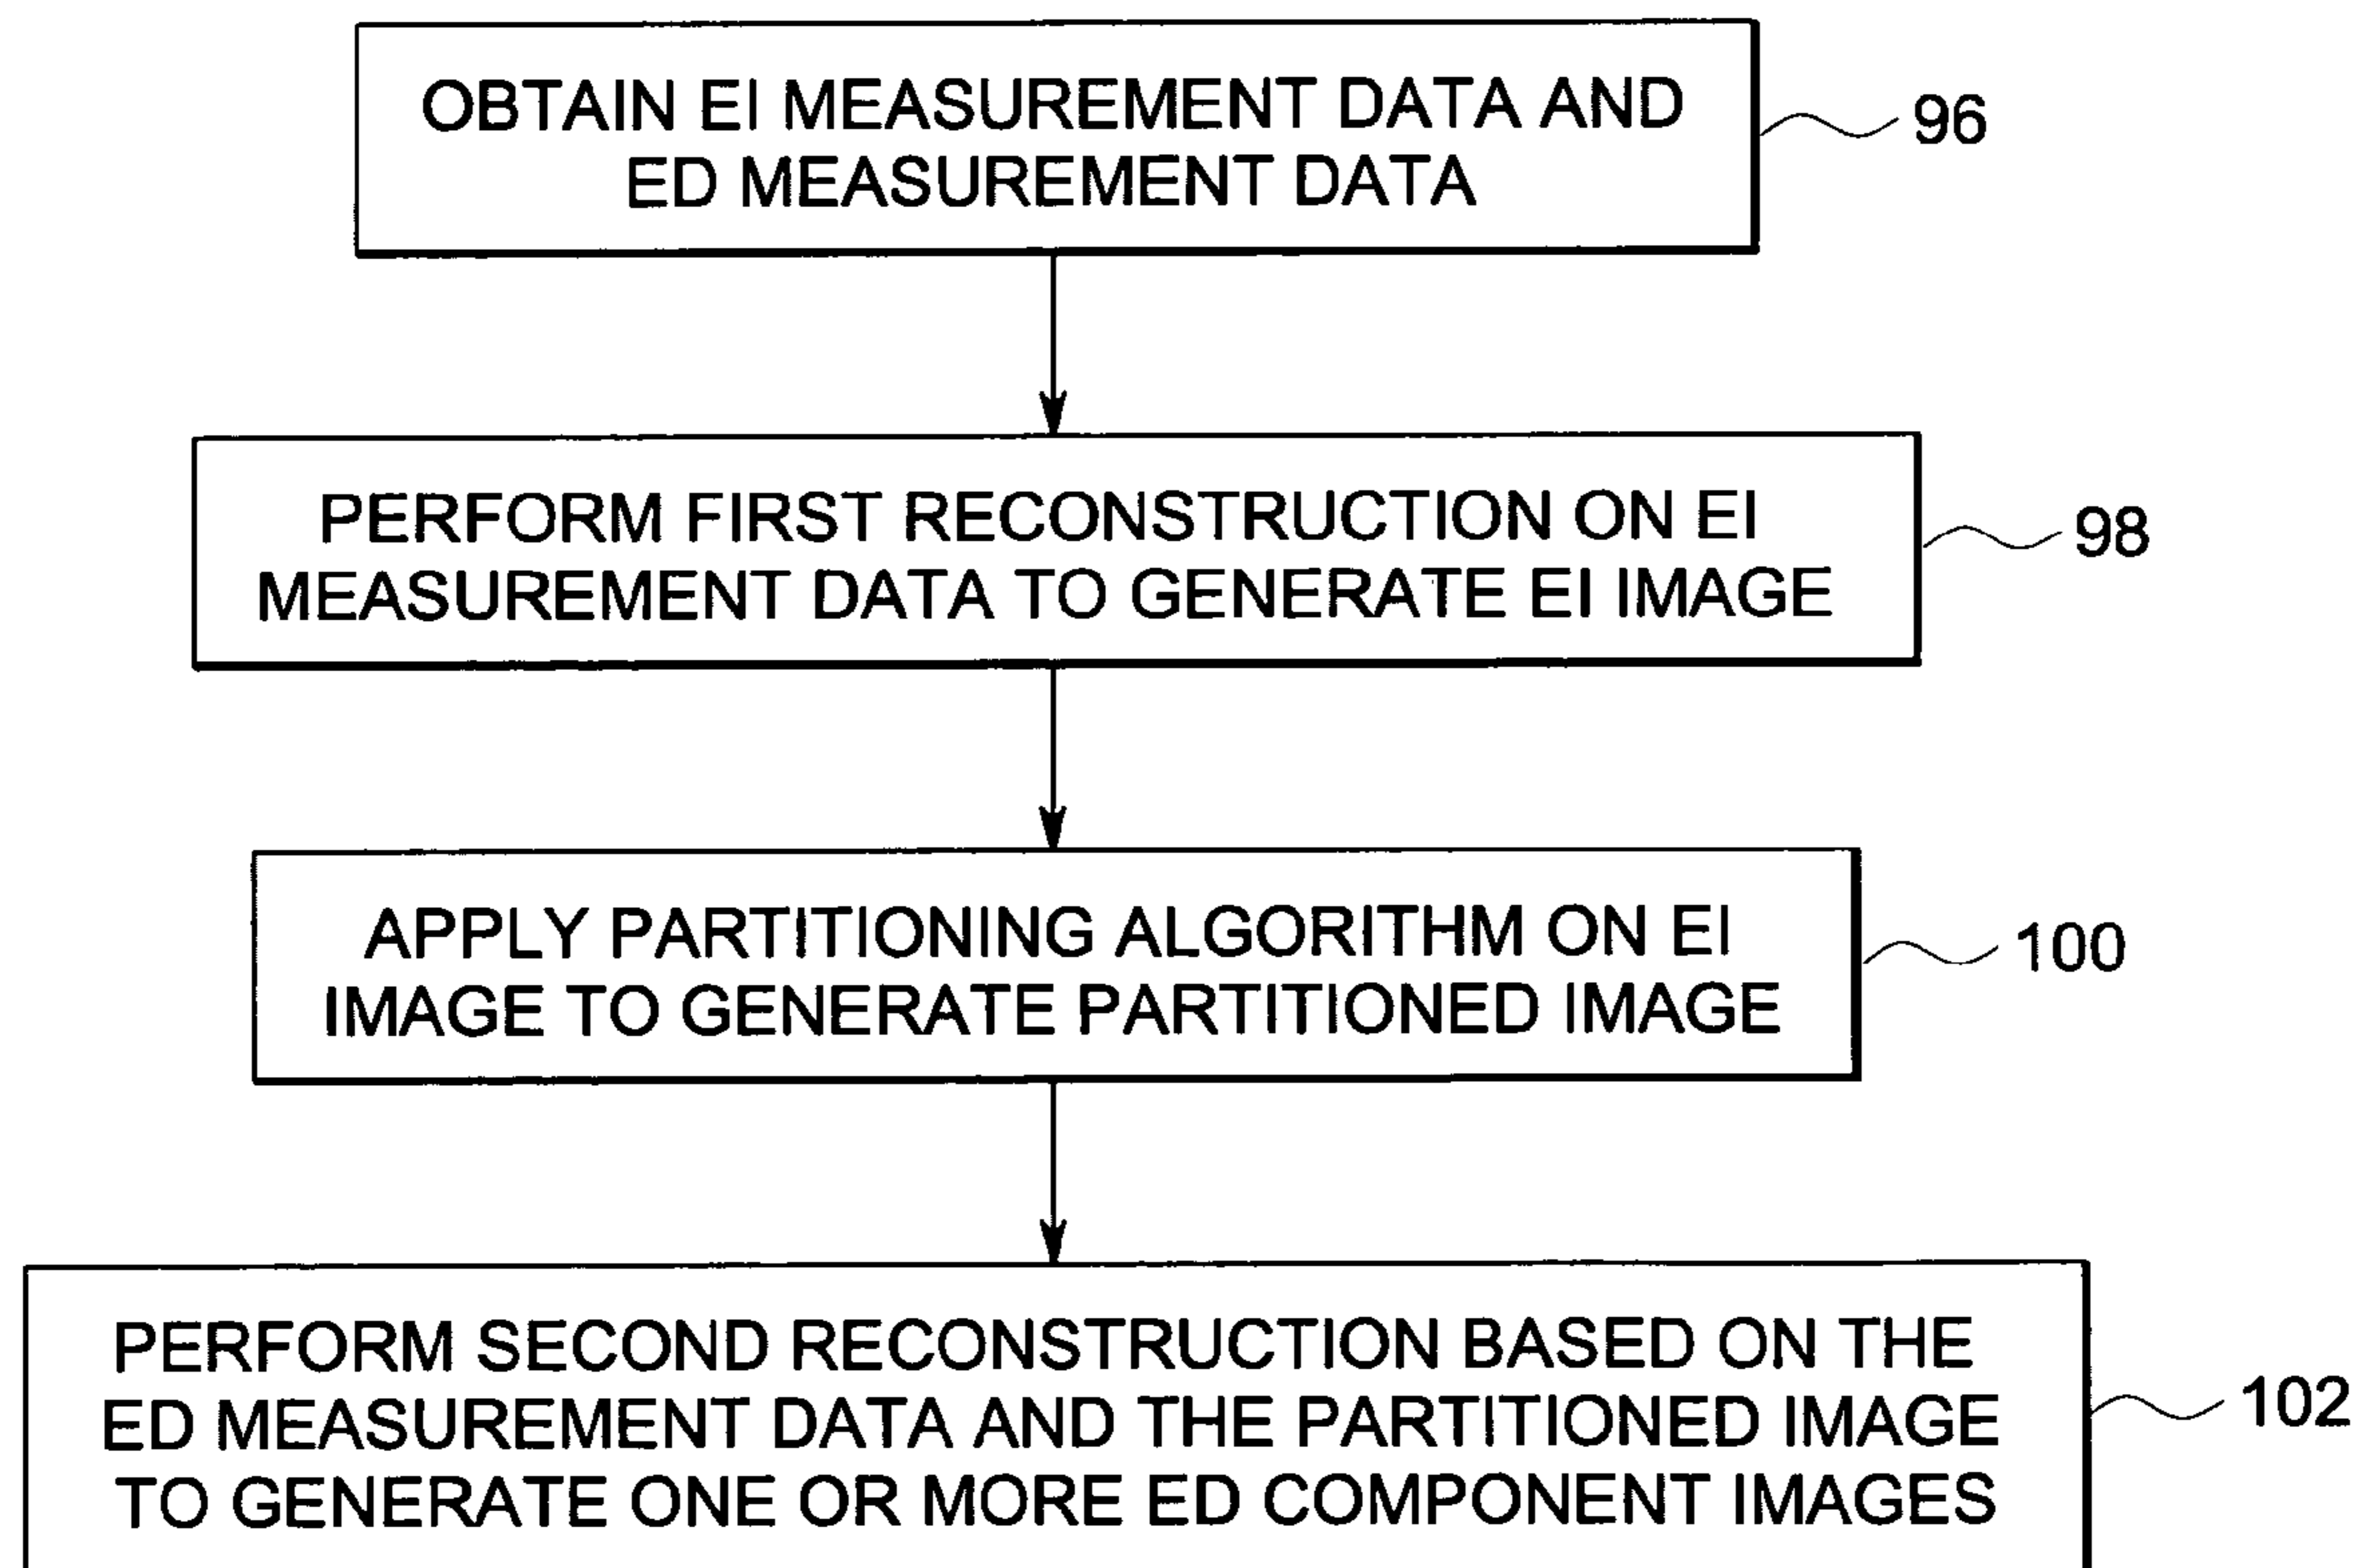 OBTAIN EI MEASUREMENT DATA AND
ED MEASUREMENT DATA
96
PERFORM FIRST RECONSTRUCTION ON EI
MEASUREMENT DATA TO GENERATE EI IMAGE
98
APPLY PARTITIONING ALGORITHM ON EI
IMAGE TO GENERATE PARTITIONED IMAGE
100
PERFORM SECOND RECONSTRUCTION BASED ON THE
ED MEASUREMENT DATA AND THE PARTITIONED IMAGE
TO GENERATE ONE OR MORE ED COMPONENT IMAGES
102